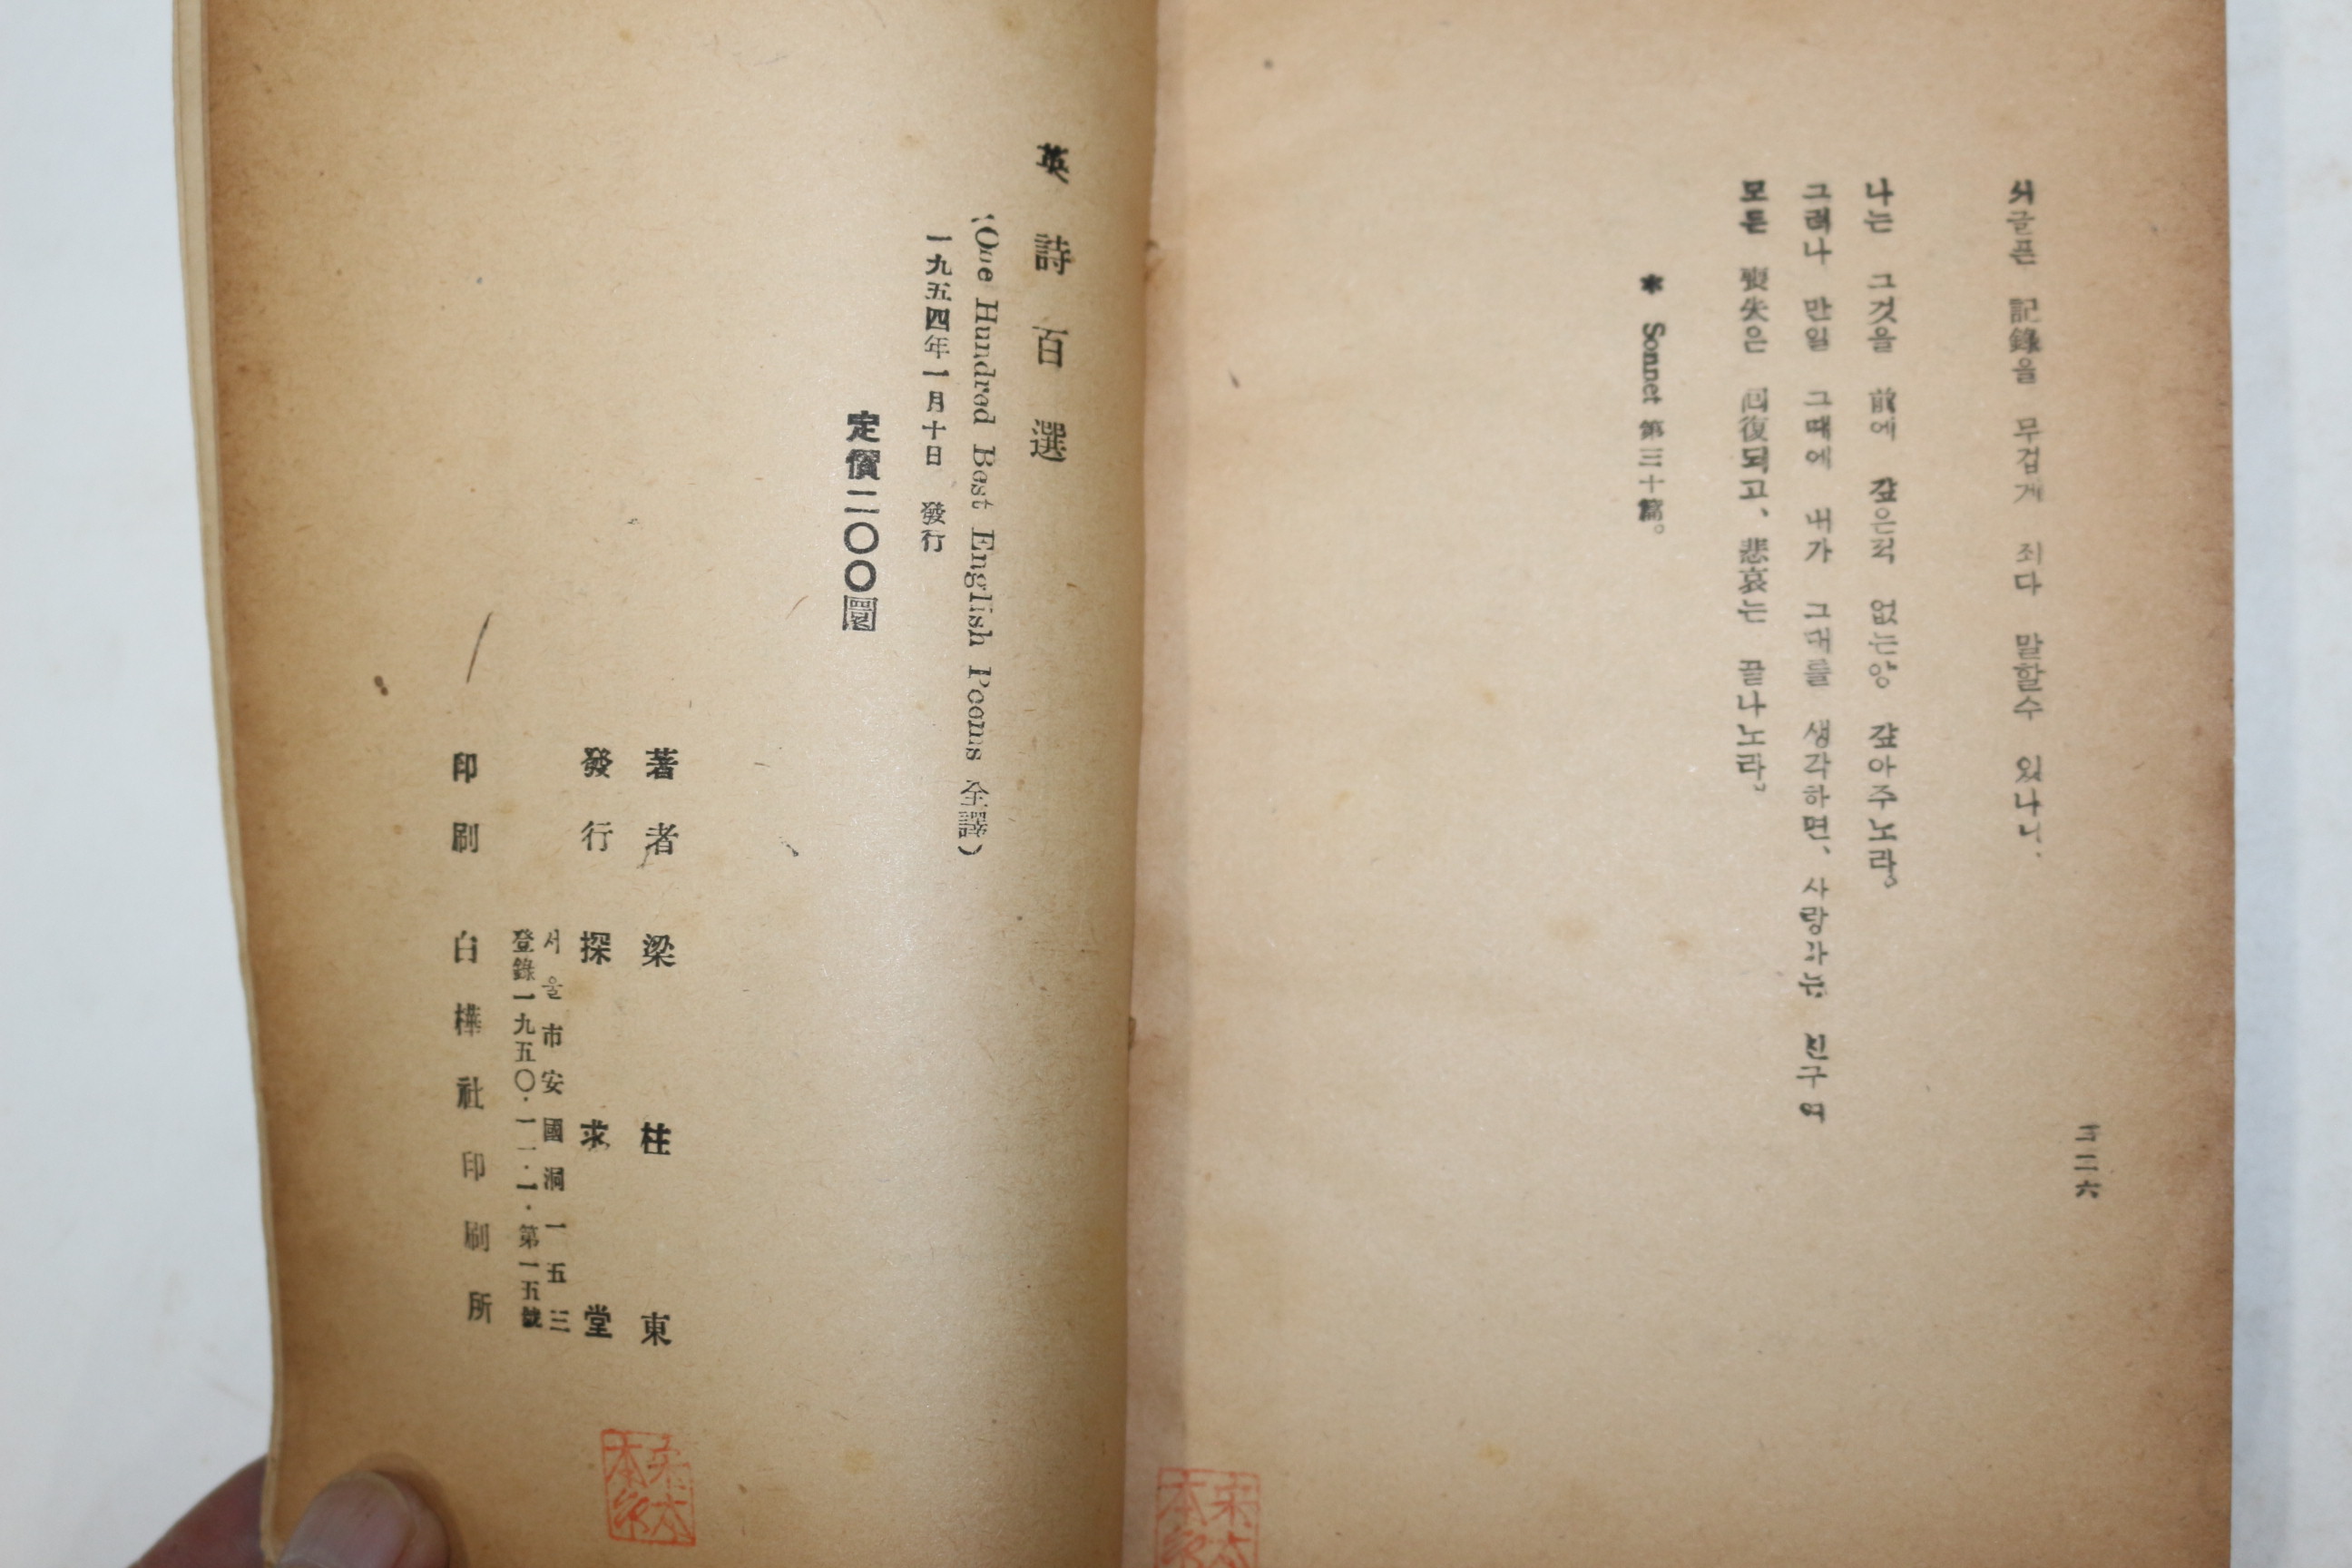 三二六
서글픈 記錄을 무겁게 죄다 말할수 있나니、
나는 그것을 前에 갚은적 없는양 갚아주노라。
그러나 만일 그때에 내가 그대를 생각하면、사랑하는 친구여
모든 喪失은 回復되고、悲哀는 끝나노라。
* Sonnet 第三十篇。
英詩百選
(One Hundred Best English Poems 全譯)
一九五四年一月十日 發行
定價二〇〇圜
著者 梁柱東
發行 探求堂
서울市安國洞一五三
登錄一九五〇·一一·一·第一五號
印刷 白樺社印刷所